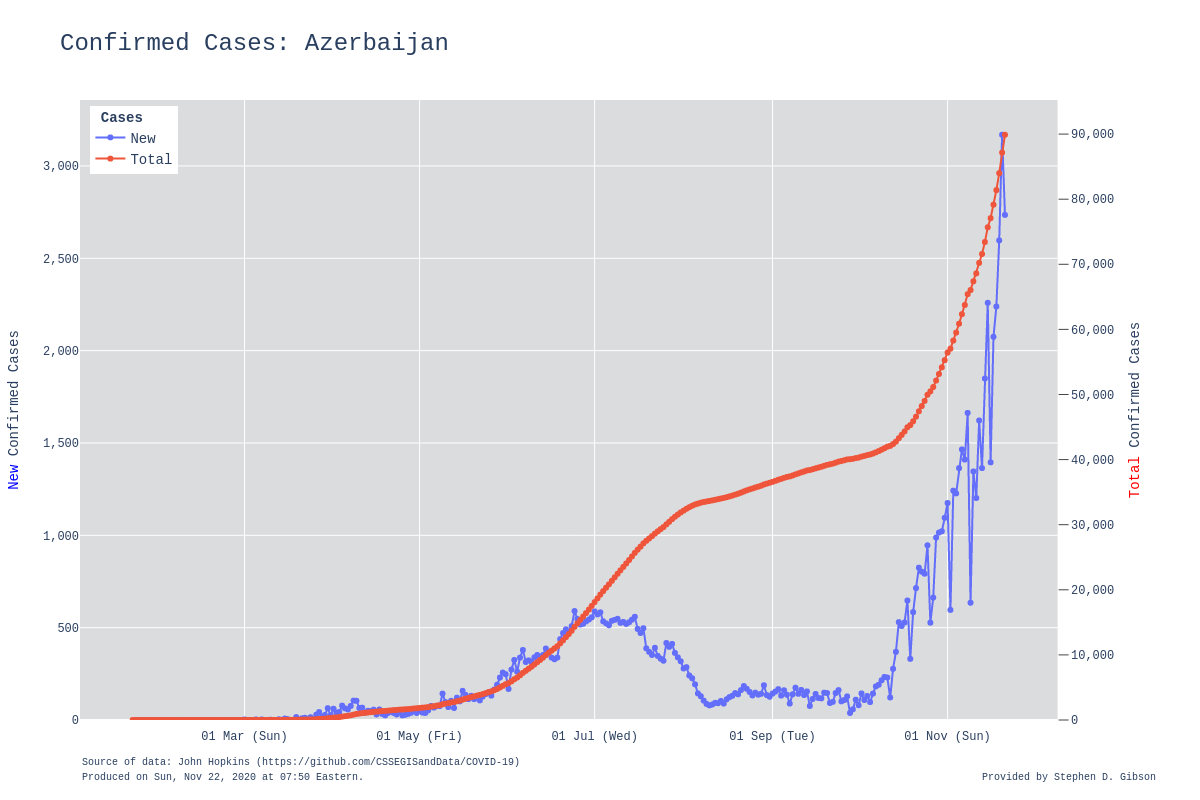 Confirmed Cases: Azerbaijan
Cases
New
Total
3,000
2,500
2,000
1,500
1,000
500
0
New Confirmed Cases
90,000
80,000
70,000
60,000
50,000
40,000
30,000
20,000
10,000
0
Total Confirmed Cases
01 Mar (Sun)
01 May (Fri)
01 Jul (Wed)
01 Sep (Tue)
01 Nov (Sun)
Source of data: John Hopkins (https://github.com/CSSEGISandData/COVID-19)
Produced on Sun, Nov 22, 2020 at 07:50 Eastern.
Provided by Stephen D. Gibson